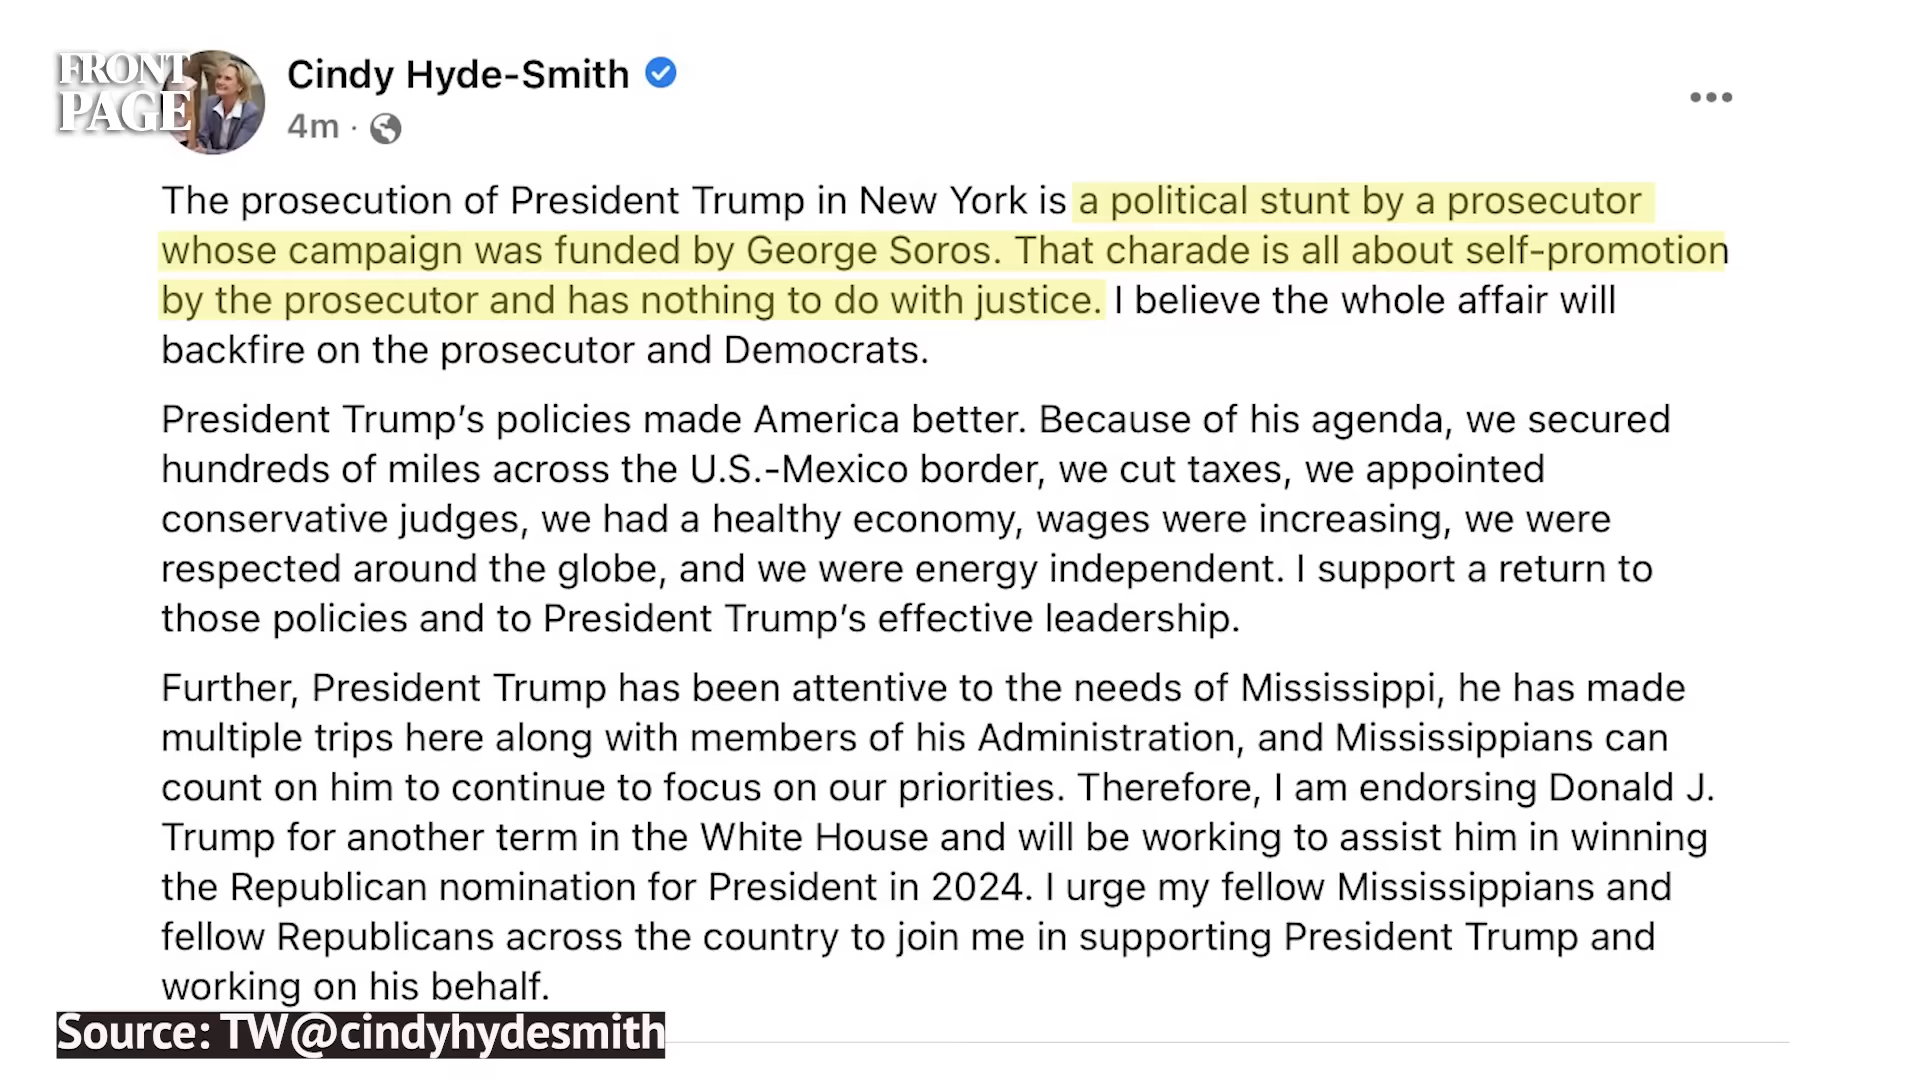 FRONT
PAGE
Cindy Hyde-Smith
4m ·
The prosecution of President Trump in New York is a political stunt by a prosecutor
whose campaign was funded by George Soros. That charade is all about self-promotion
by the prosecutor and has nothing to do with justice. I believe the whole affair will
backfire on the prosecutor and Democrats.
President Trump’s policies made America better. Because of his agenda, we secured
hundreds of miles across the U.S.-Mexico border, we cut taxes, we appointed
conservative judges, we had a healthy economy, wages were increasing, we were
respected around the globe, and we were energy independent. I support a return to
those policies and to President Trump’s effective leadership.
Further, President Trump has been attentive to the needs of Mississippi, he has made
multiple trips here along with members of his Administration, and Mississippians can
count on him to continue to focus on our priorities. Therefore, I am endorsing Donald J.
Trump for another term in the White House and will be working to assist him in winning
the Republican nomination for President in 2024. I urge my fellow Mississippians and
fellow Republicans across the country to join me in supporting President Trump and
working on his behalf.
Source: TW@cindyhydesmith